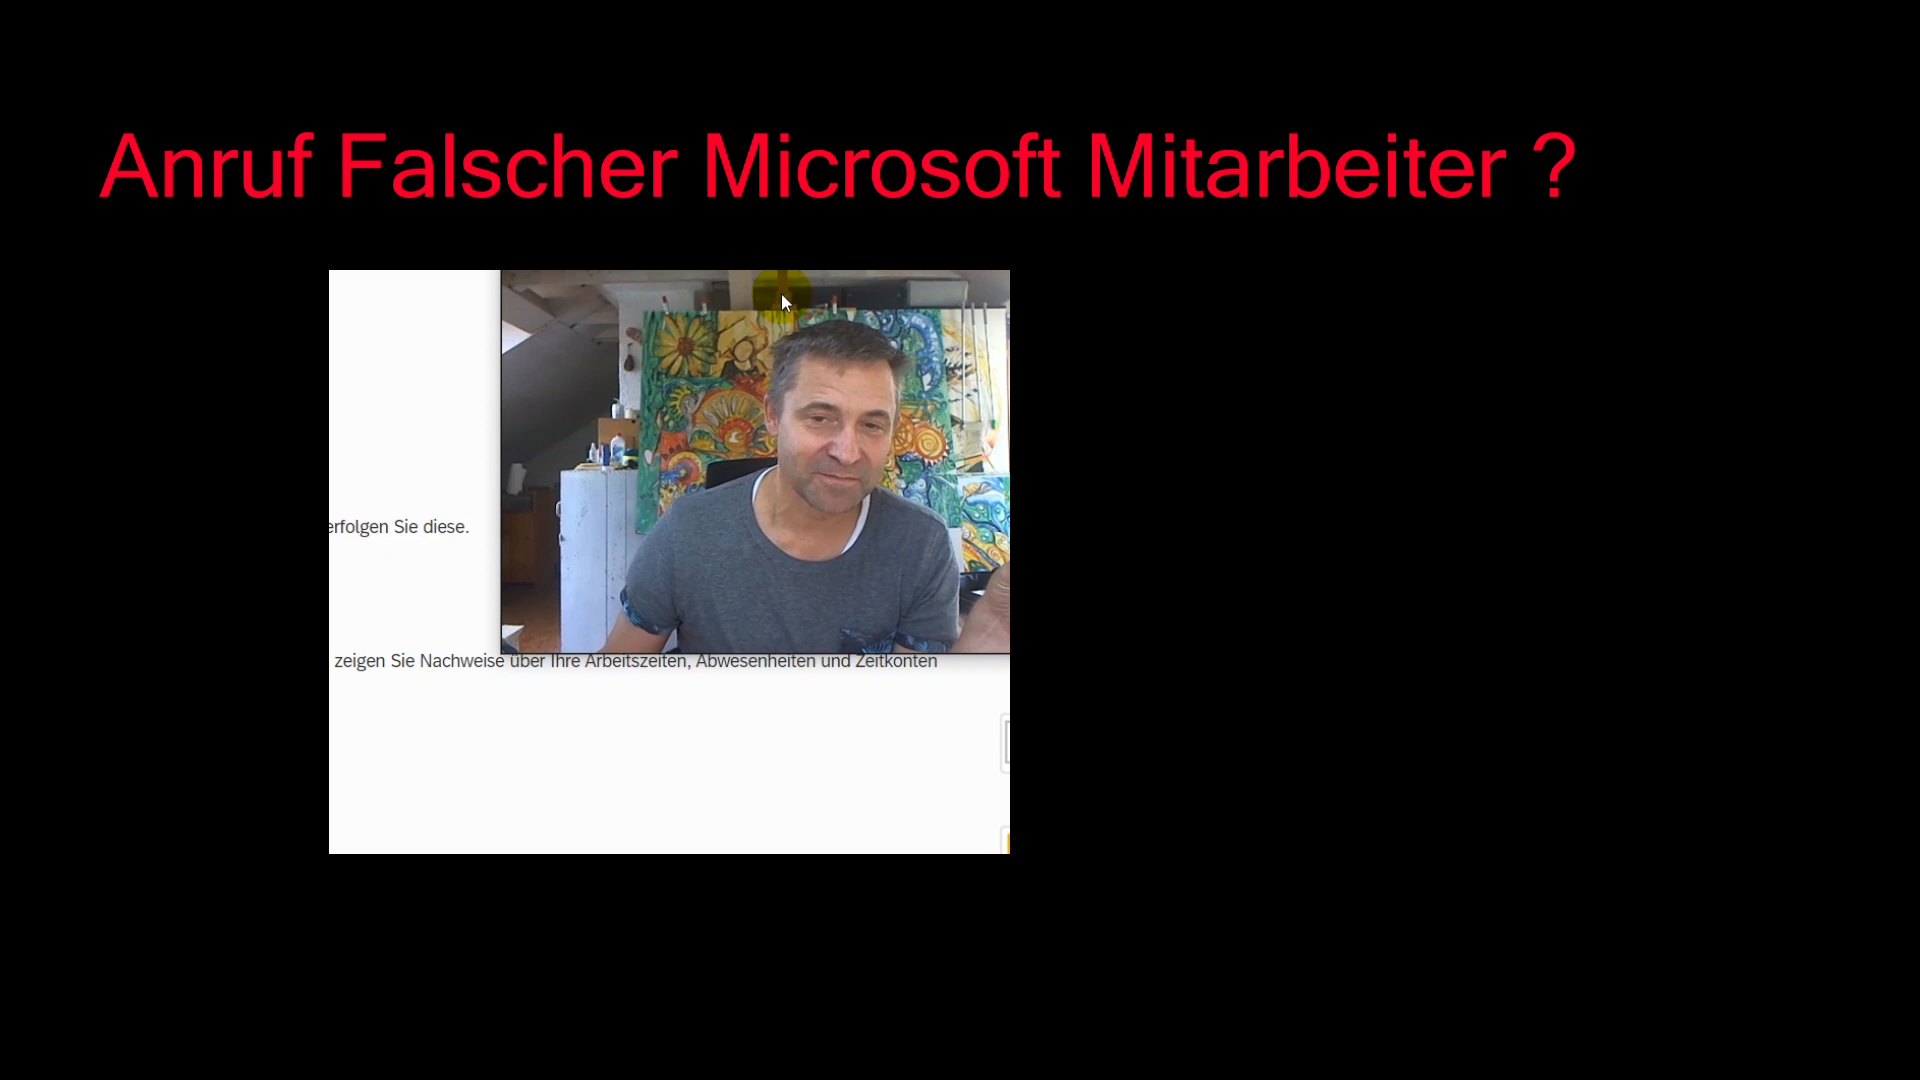 Anruf Falscher Microsoft Mitarbeiter ?
erfolgen Sie diese.
zeigen Sie Nachweise über Ihre Arbeitszeiten, Abwesenheiten und Zeitkonten